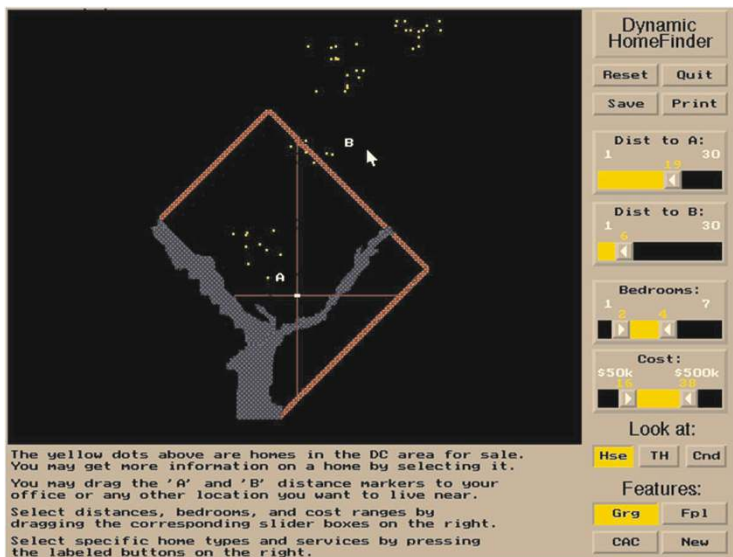 Dynamic
HomeFinder
Reset Quit
Save Print
Dist to A:
1 30
19
Dist to B:
1 30
6
Bedrooms:
1 7
2 4
Cost:
$50k $500k
16 38
Look at:
Hse TH Cnd
Features:
Grg Fpl
CAC New
B
A
The yellow dots above are homes in the DC area for sale.
You may get more information on a home by selecting it.
You may drag the 'A' and 'B' distance markers to your
office or any other location you want to live near.
Select distances, bedrooms, and cost ranges by
dragging the corresponding slider boxes on the right.
Select specific home types and services by pressing
the labeled buttons on the right.